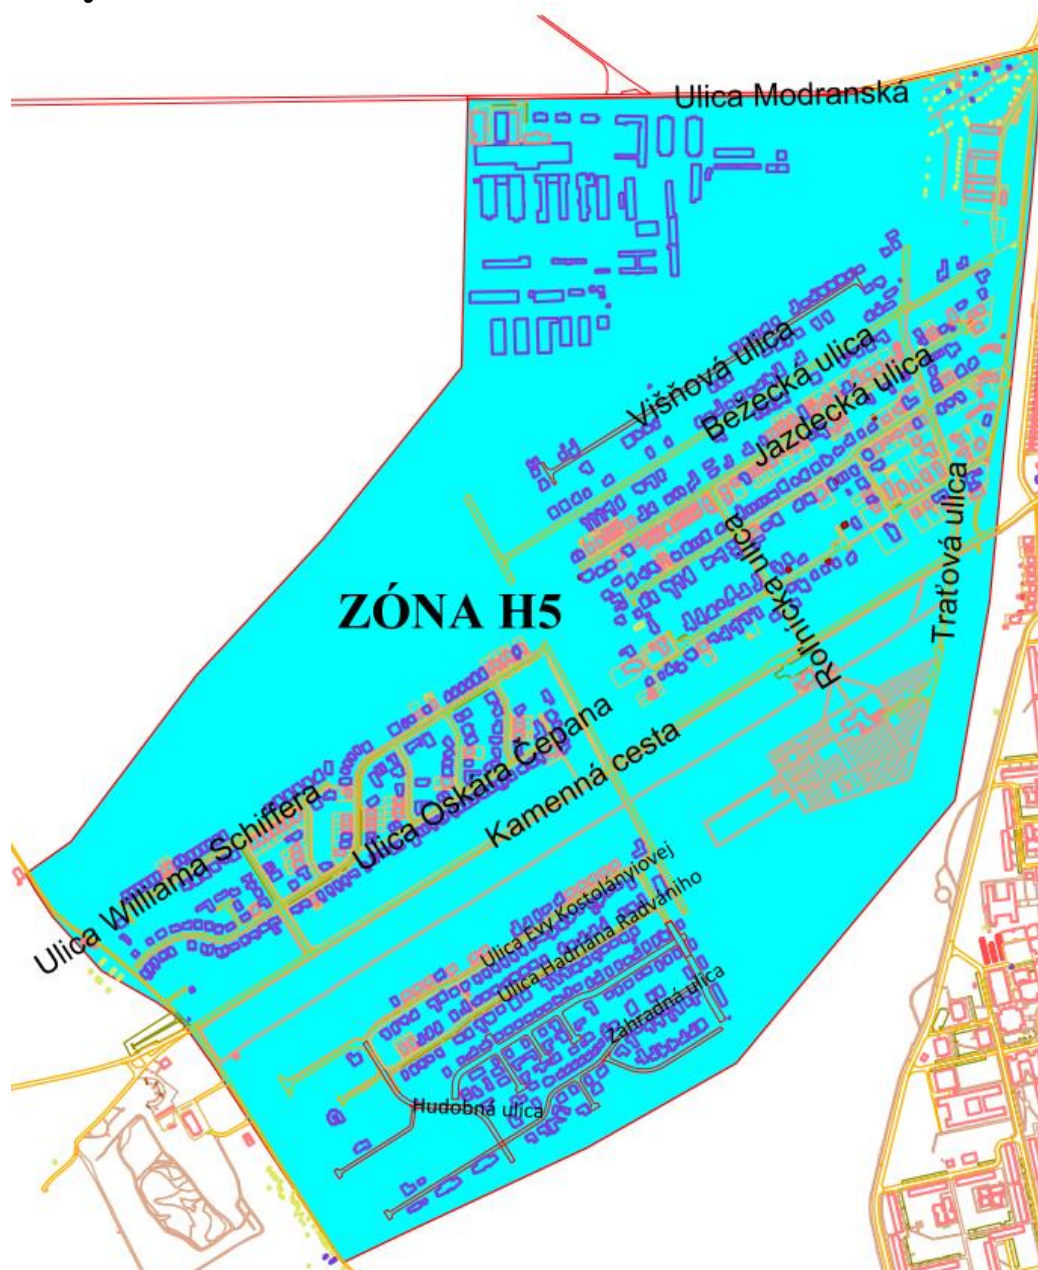 Ulica Modranská
Višňová ulica
Bežecká ulica
Jazdecká ulica
Traťová ulica
Roľnícka ulica
ZÓNA H5
Ulica Oskára Čepana
Kamenná cesta
Ulica Williama Schiffera
Ulica Evy Kostolányiovej
Ulica Hadriána Radvániho
Záhradná ulica
Hudobná ulica